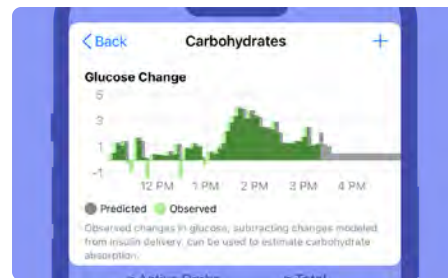 Back Carbohydrates +
Glucose Change
5
3
1
-1
12 PM 1 PM 2 PM 3 PM 4 PM
Predicted Observed
Observed changes in glucose, subtracting changes modeled
from insulin delivery, can be used to estimate carbohydrate
absorption.